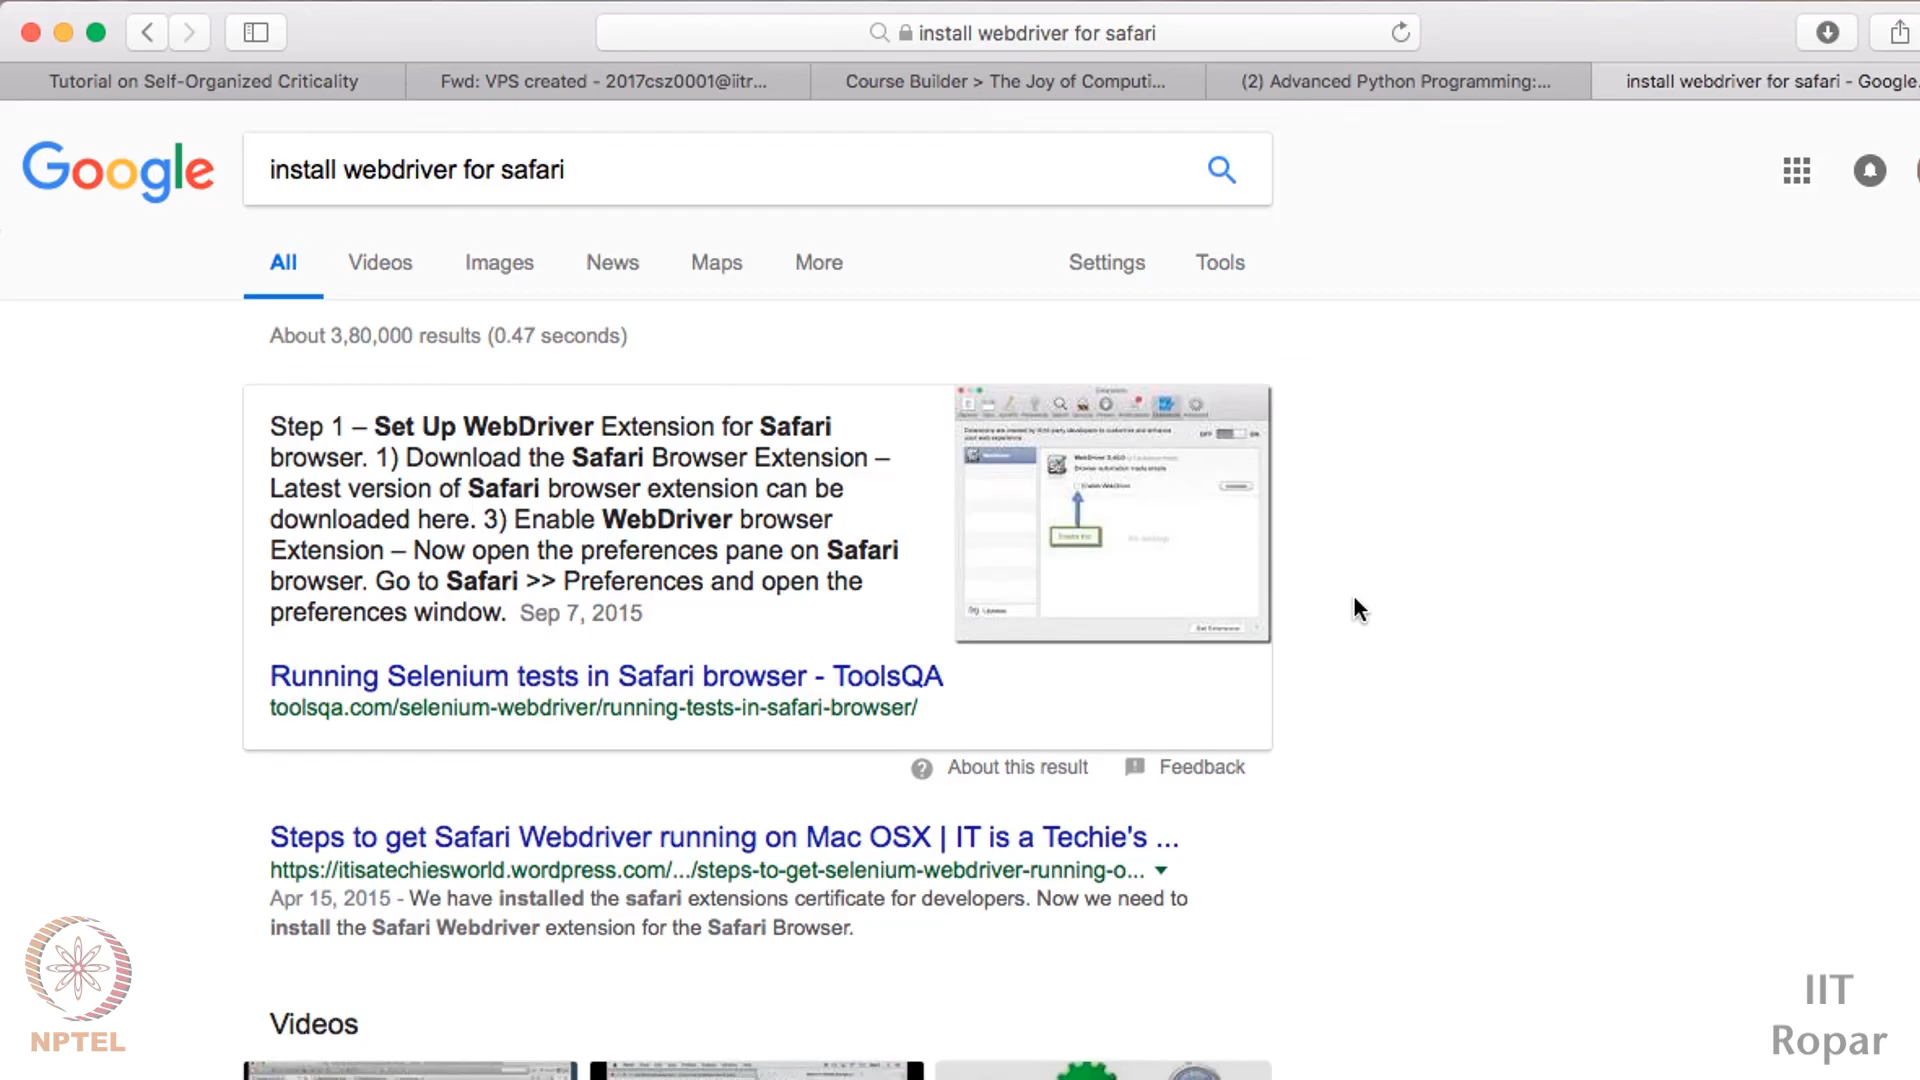 install webdriver for safari
Tutorial on Self-Organized Criticality
Fwd: VPS created - 2017csz0001@iitr...
Course Builder > The Joy of Computi...
(2) Advanced Python Programming:...
install webdriver for safari - Google
Google
install webdriver for safari
All
Videos
Images
News
Maps
More
Settings
Tools
About 3,80,000 results (0.47 seconds)
Step 1 – Set Up WebDriver Extension for Safari
browser. 1) Download the Safari Browser Extension –
Latest version of Safari browser extension can be
downloaded here. 3) Enable WebDriver browser
Extension – Now open the preferences pane on Safari
browser. Go to Safari >> Preferences and open the
preferences window. Sep 7, 2015
Running Selenium tests in Safari browser - ToolsQA
toolsqa.com/selenium-webdriver/running-tests-in-safari-browser/
About this result
Feedback
Steps to get Safari Webdriver running on Mac OSX | IT is a Techie's ...
https://itisatechiesworld.wordpress.com/.../steps-to-get-selenium-webdriver-running-o...
Apr 15, 2015 - We have installed the safari extensions certificate for developers. Now we need to
install the Safari Webdriver extension for the Safari Browser.
Videos
NPTEL
IIT
Ropar